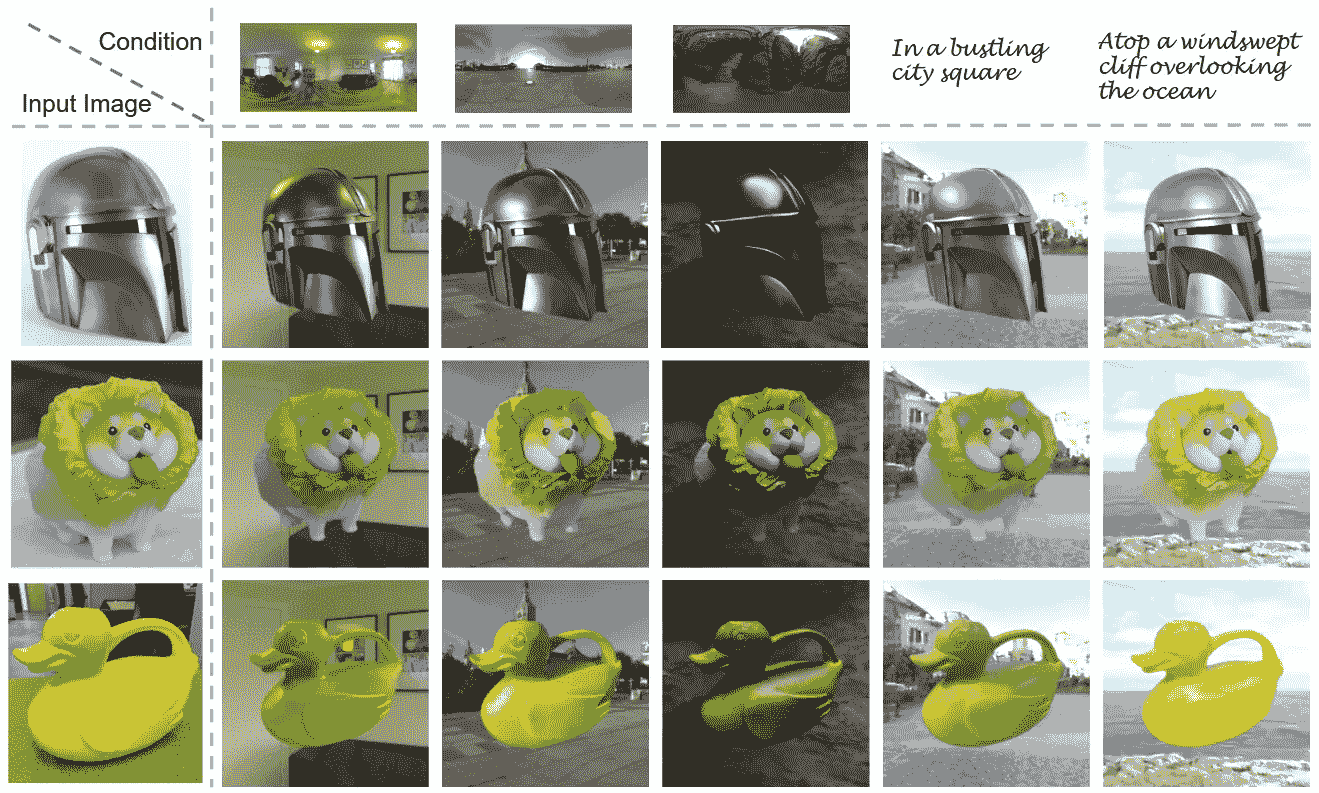 Condition
Input Image
In a bustling
city square
Atop a windswept
cliff overlooking
the ocean